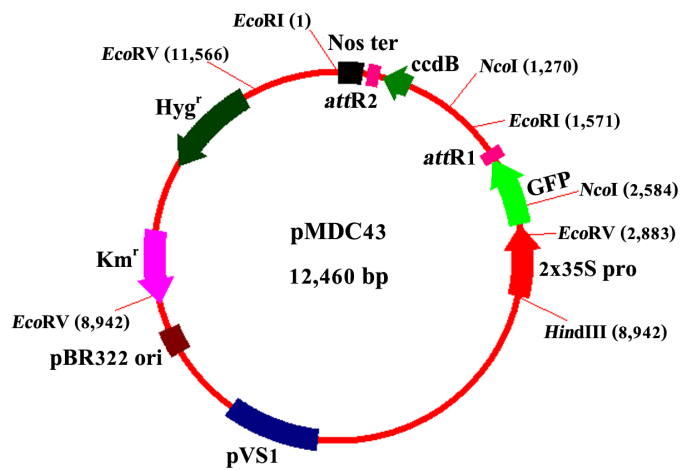 EcoRI (1)
Nos ter
EcoRV (11,566)
ccdB
NcoI (1,270)
attR2
Hygʳ
EcoRI (1,571)
attR1
GFP
NcoI (2,584)
pMDC43
EcoRV (2,883)
Kmʳ
12,460 bp
2x35S pro
EcoRV (8,942)
HindIII (8,942)
pBR322 ori
pVS1